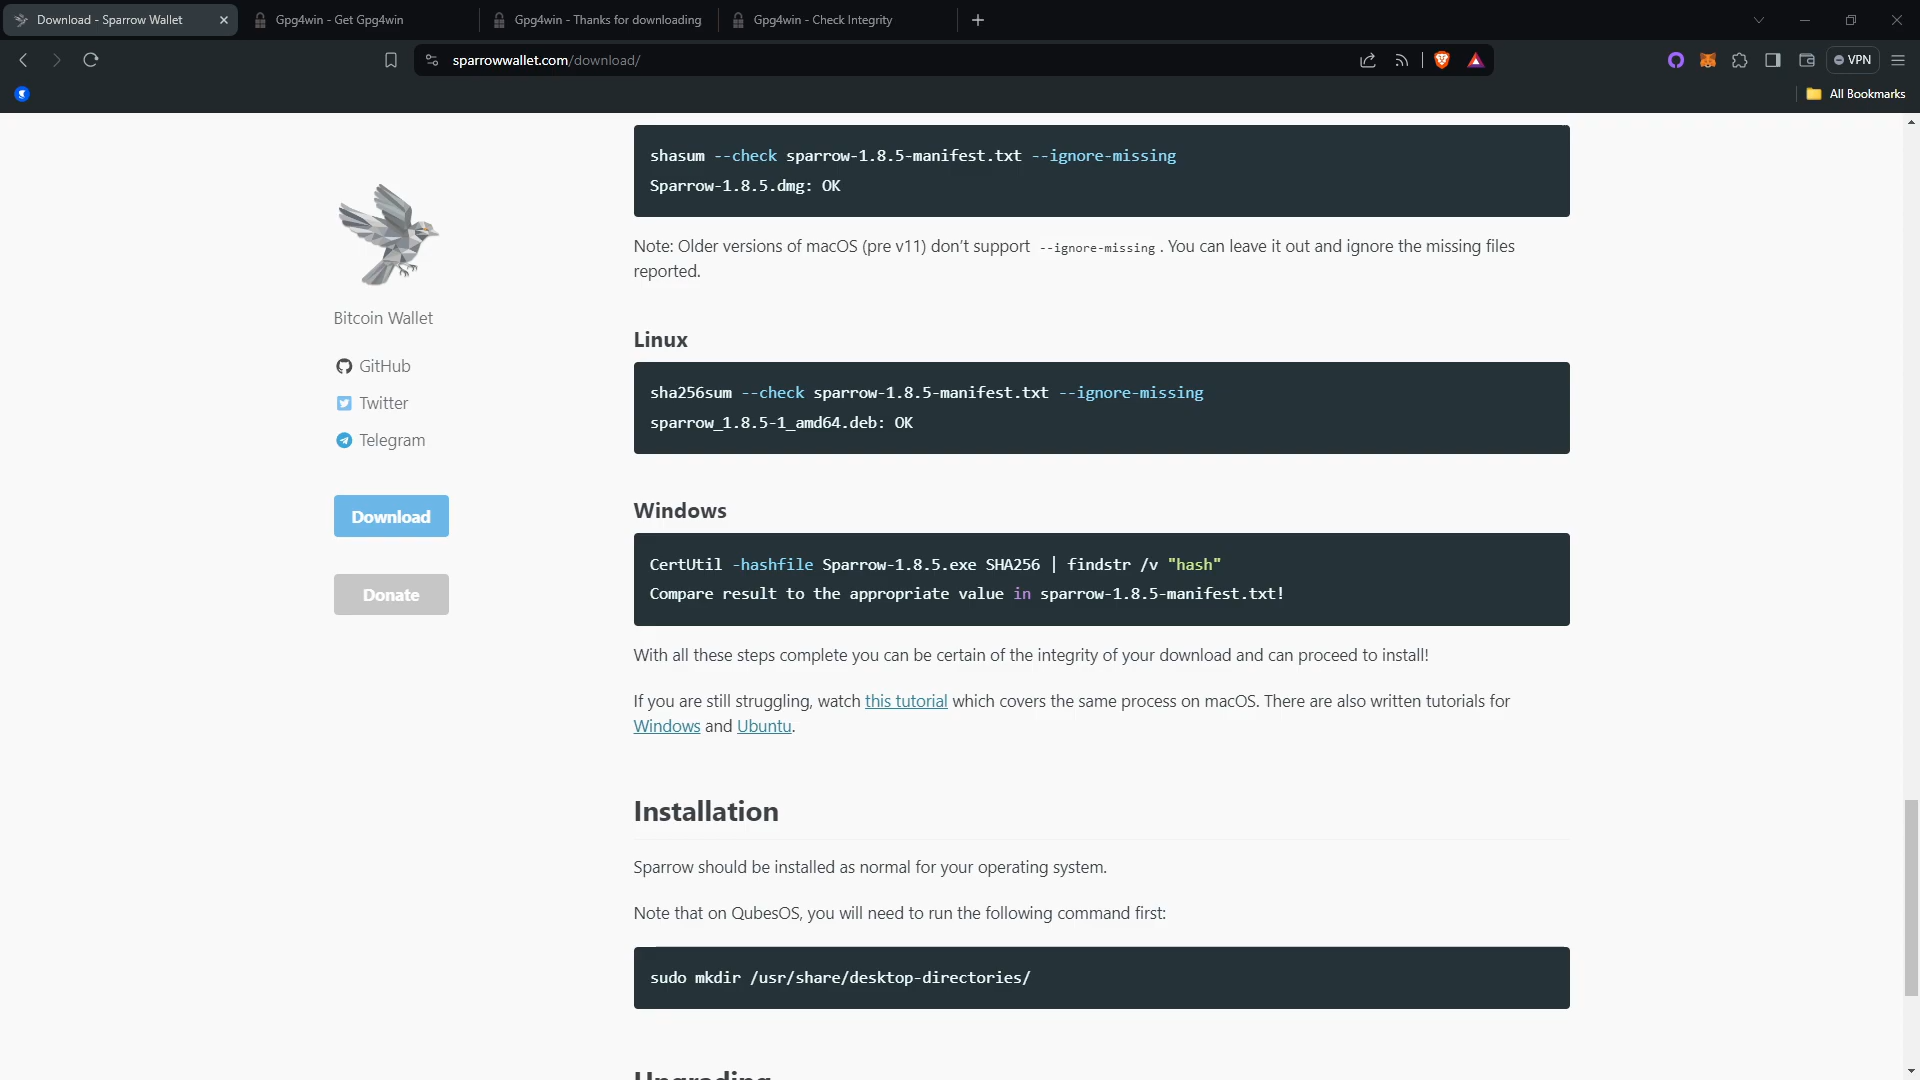 Download - Sparrow Wallet
Gpg4win - Get Gpg4win
Gpg4win - Thanks for downloading
Gpg4win - Check Integrity
sparrowwallet.com/download/
VPN
All Bookmarks
Bitcoin Wallet
GitHub
Twitter
Telegram
Download
Donate
shasum --check sparrow-1.8.5-manifest.txt --ignore-missing
Sparrow-1.8.5.dmg: OK
Note: Older versions of macOS (pre v11) don’t support --ignore-missing. You can leave it out and ignore the missing files
reported.
Linux
sha256sum --check sparrow-1.8.5-manifest.txt --ignore-missing
sparrow_1.8.5-1_amd64.deb: OK
Windows
CertUtil -hashfile Sparrow-1.8.5.exe SHA256 | findstr /v "hash"
Compare result to the appropriate value in sparrow-1.8.5-manifest.txt!
With all these steps complete you can be certain of the integrity of your download and can proceed to install!
If you are still struggling, watch this tutorial which covers the same process on macOS. There are also written tutorials for
Windows and Ubuntu.
Installation
Sparrow should be installed as normal for your operating system.
Note that on QubesOS, you will need to run the following command first:
sudo mkdir /usr/share/desktop-directories/
Upgrading